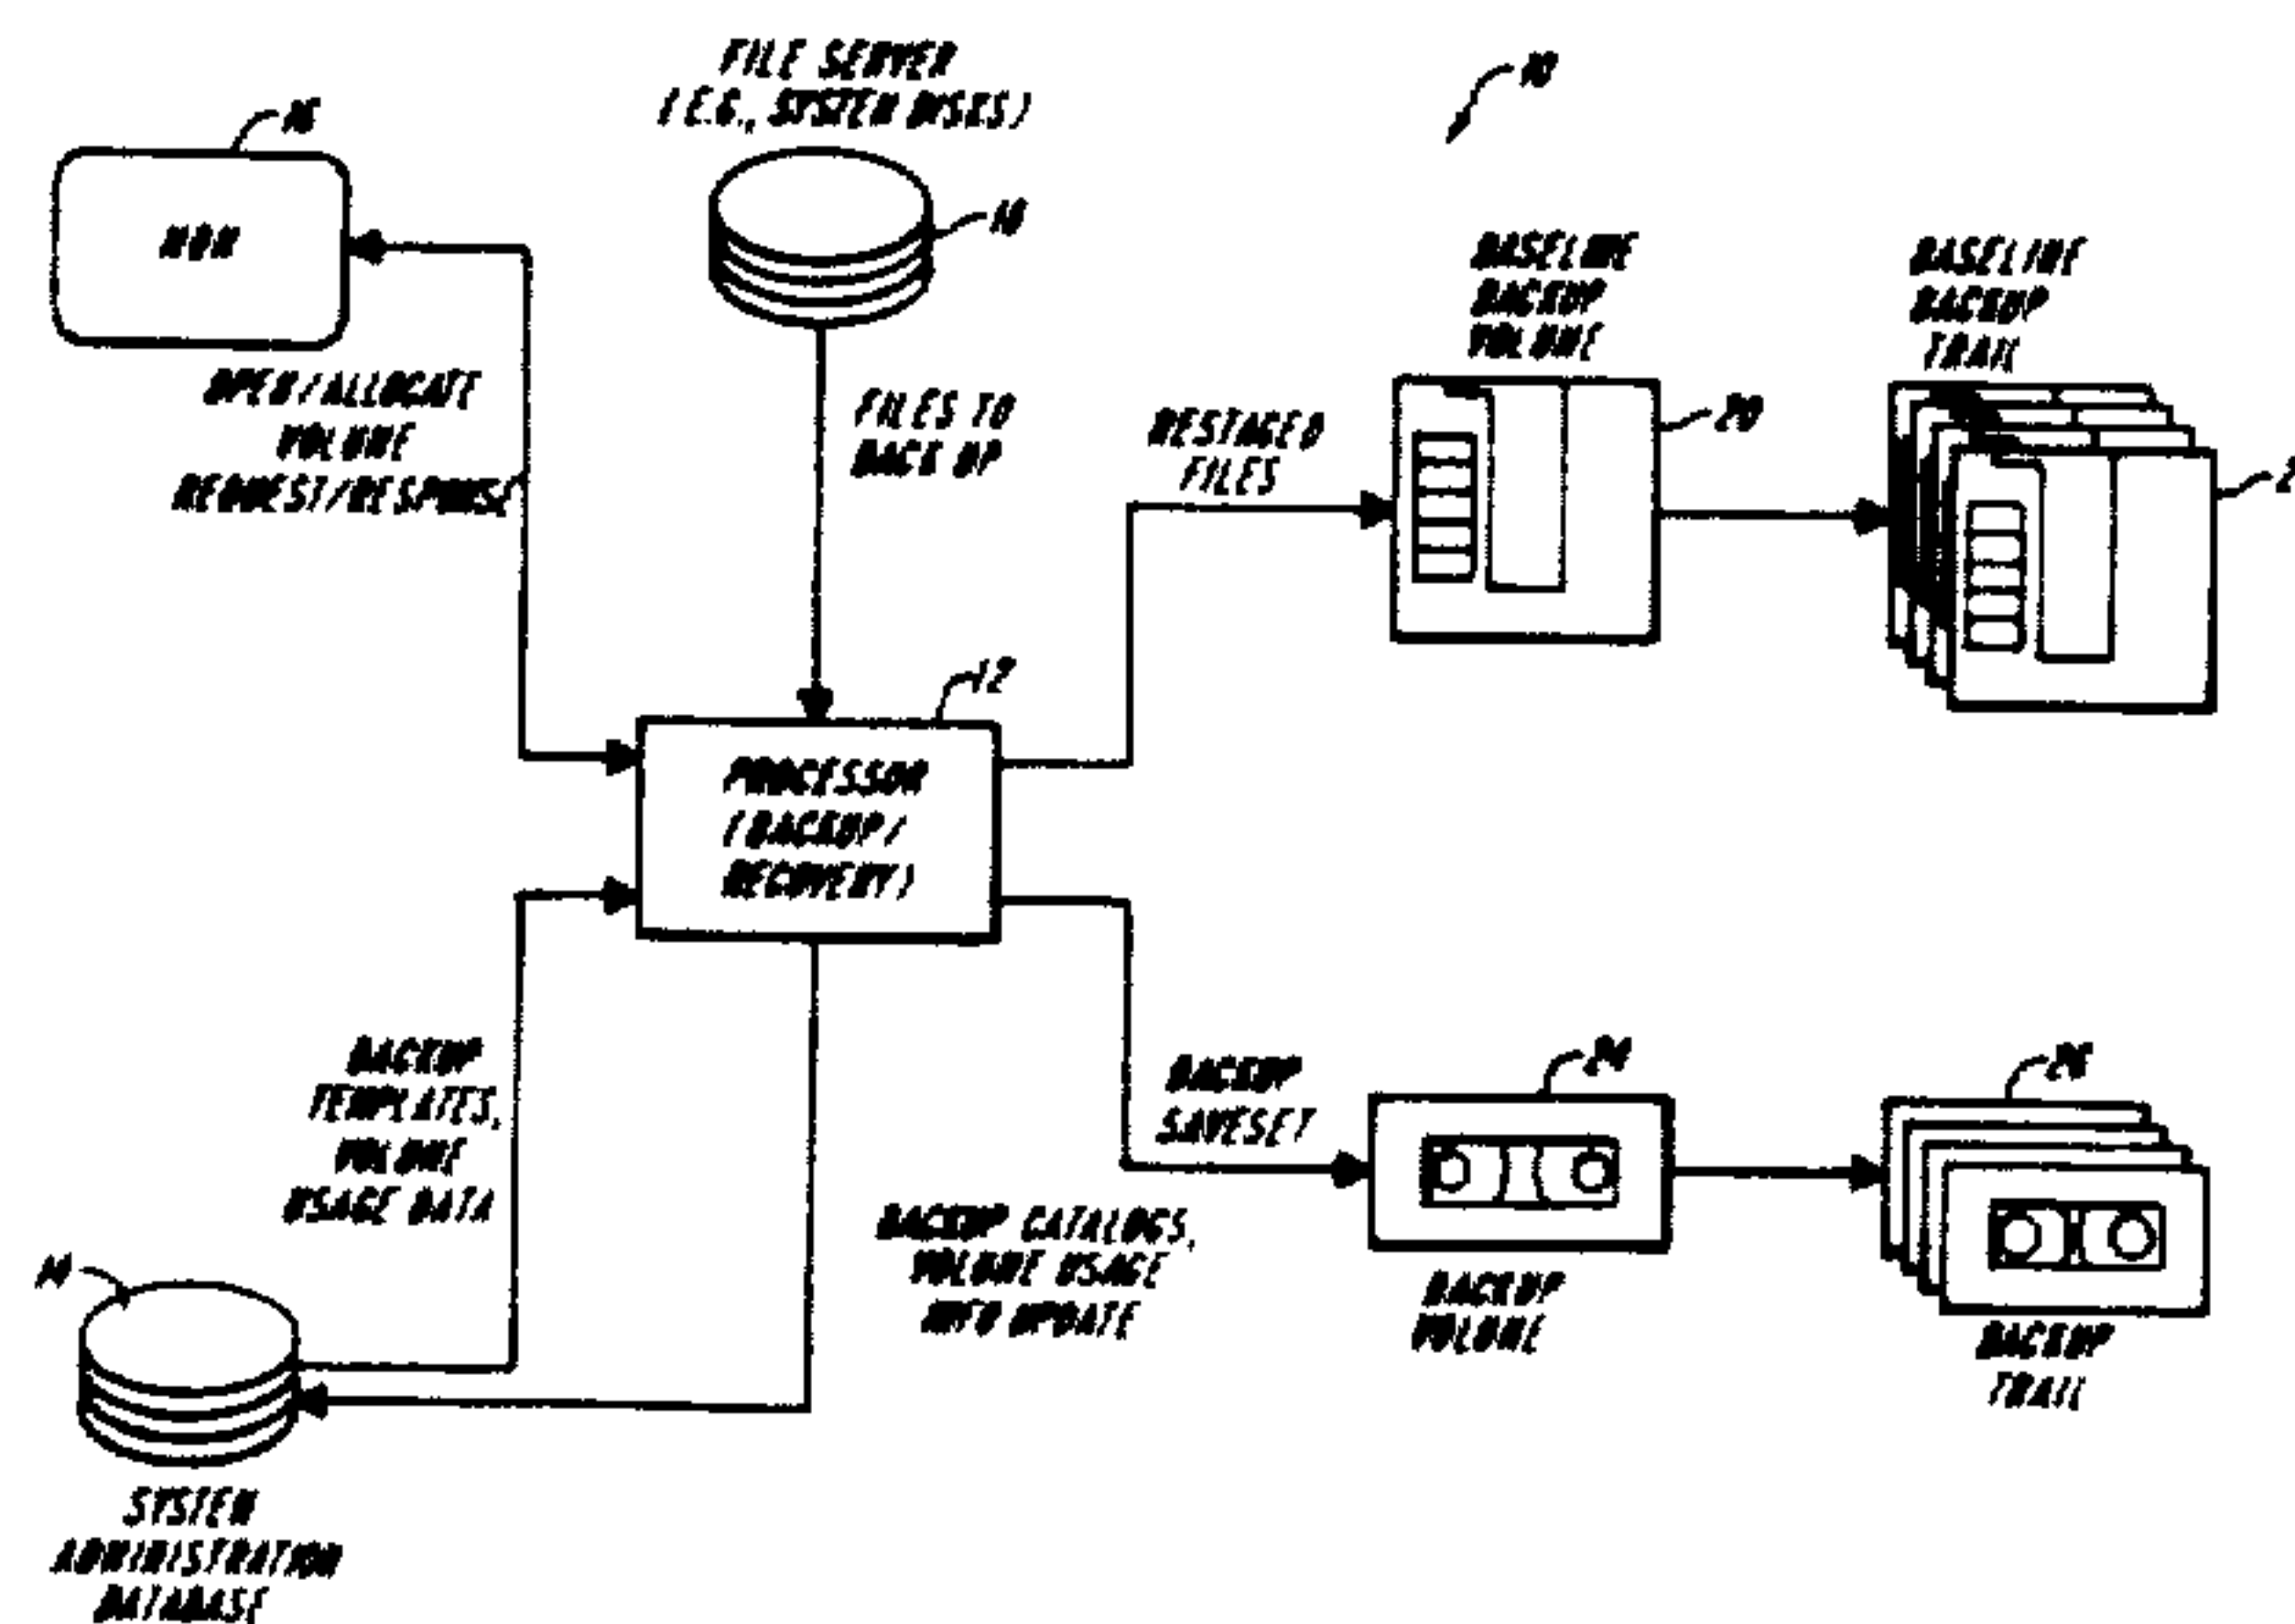 FILE SERVER
(E.G., SYSTEM DISKS)
10
OPEN/ALLOCATE
VOLUME
REQUEST/RESPONSE
FILES TO
BACK UP
RESTAGED
FILES
BASELINE
BACKUP
VOLUME
20
BASELINE
BACKUP
TRAIL
12
PROCESSOR
(BACKUP/
RECOVERY)
BACKUP
TEMPLATES,
VOLUME
USAGE DATA
BACKUP CATALOGS,
VOLUME USAGE
INFO UPDATE
BACKUP
SAVESET
24
BACKUP
VOLUME
26
BACKUP
TRAIL
SYSTEM
ADMINISTRATION
DATABASE